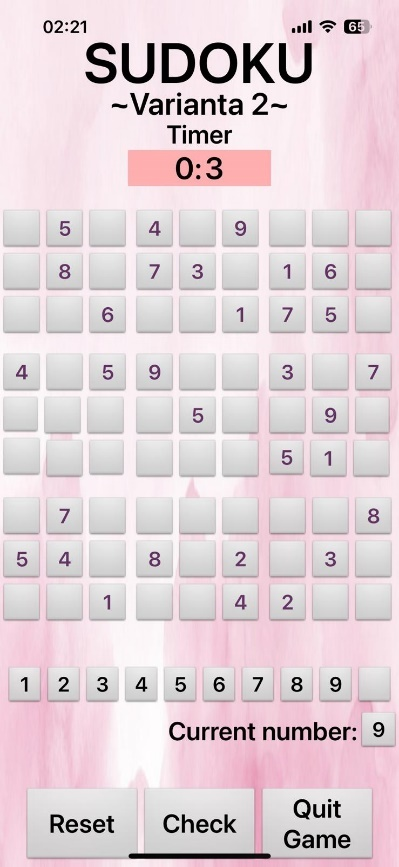 02:21 65
SUDOKU
~Varianta 2~
Timer
0:3
5 4 9
8 7 3 1 6
6 1 7 5
4 5 9 3 7
5 9
5 1
7 8
5 4 8 2 3
1 4 2
1 2 3 4 5 6 7 8 9
Current number: 9
Reset Check Quit
Game